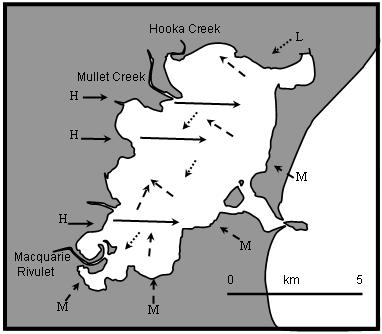 Hooka Creek
L
Mullet Creek
H
H
M
H
M
Macquarie
Rivulet
M
M
0 km 5